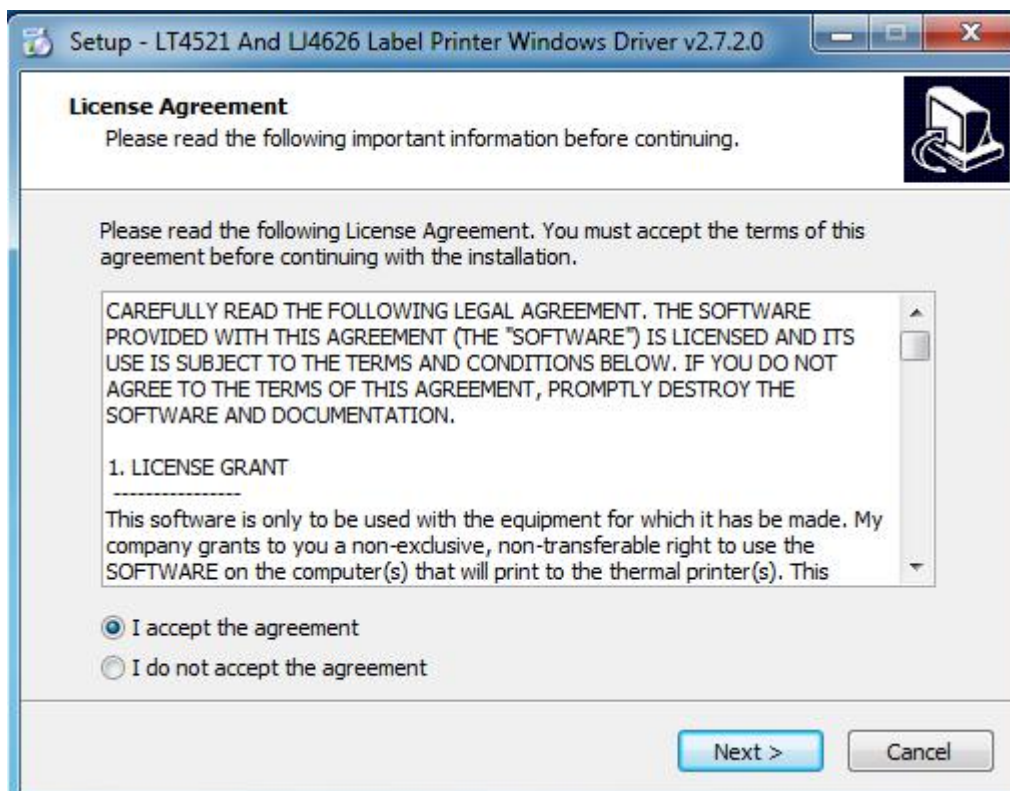 Setup - LT4521 And LJ4626 Label Printer Windows Driver v2.7.2.0
License Agreement
Please read the following important information before continuing.
Please read the following License Agreement. You must accept the terms of this
agreement before continuing with the installation.
CAREFULLY READ THE FOLLOWING LEGAL AGREEMENT. THE SOFTWARE
PROVIDED WITH THIS AGREEMENT (THE "SOFTWARE") IS LICENSED AND ITS
USE IS SUBJECT TO THE TERMS AND CONDITIONS BELOW. IF YOU DO NOT
AGREE TO THE TERMS OF THIS AGREEMENT, PROMPTLY DESTROY THE
SOFTWARE AND DOCUMENTATION.
1. LICENSE GRANT
----------------
This software is only to be used with the equipment for which it has be made. My
company grants to you a non-exclusive, non-transferable right to use the
SOFTWARE on the computer(s) that will print to the thermal printer(s). This
I accept the agreement
I do not accept the agreement
Next >
Cancel